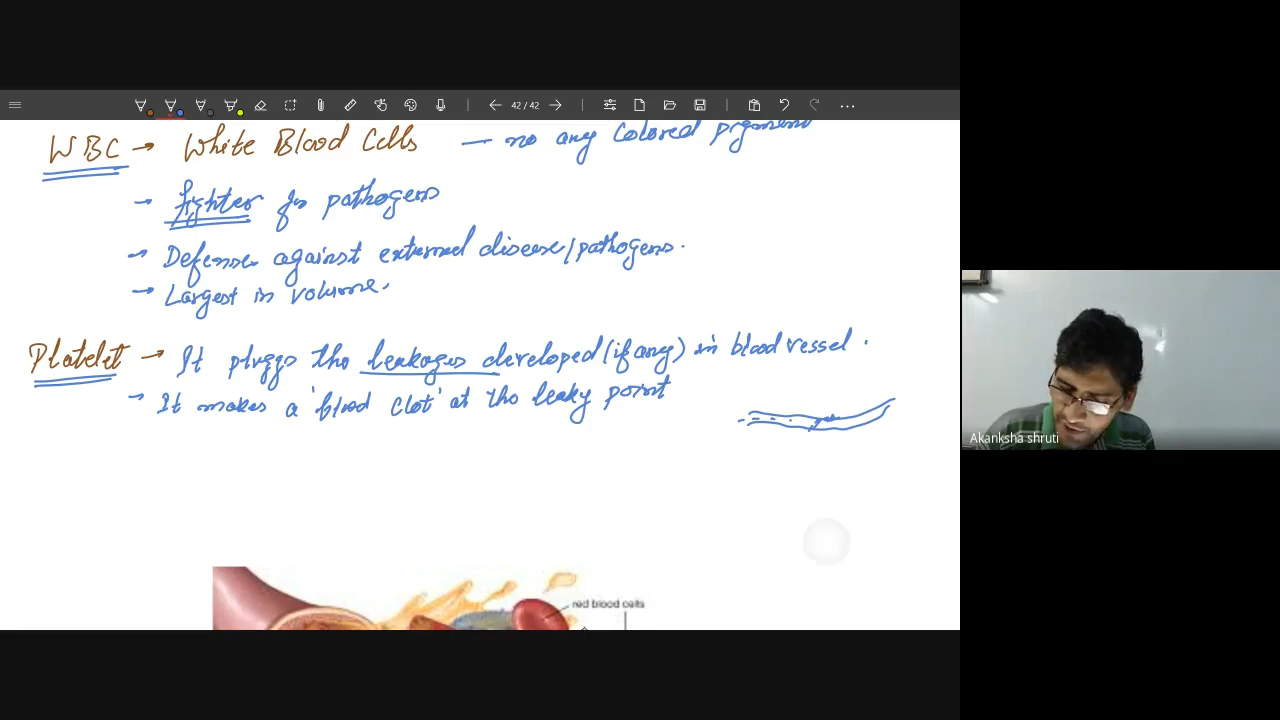 42 / 42
WBC → White Blood Cells — no any Colored pigment
→ fighter for pathogens
→ Defense against external disease/pathogens.
→ Largest in volume.
Platelet → It pluggs the leakages developed (if any) in blood vessel.
→ It makes a 'blood clot' at the leaky point
red blood cells
Akanksha shruti